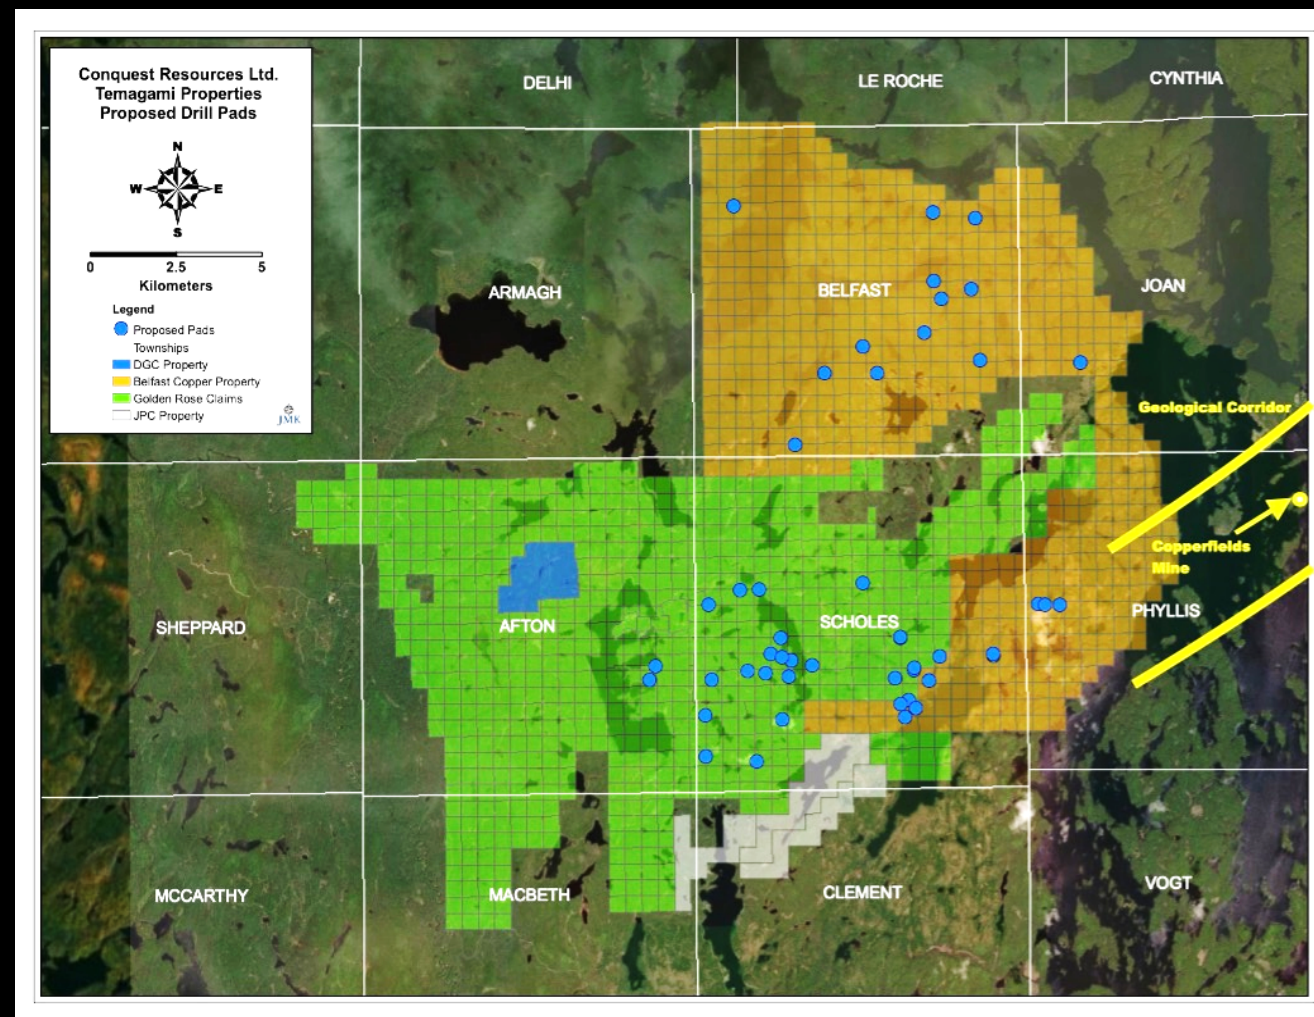 Conquest Resources Ltd.
Temagami Properties
Proposed Drill Pads
N
W E
S
0 2.5 5
Kilometers
Legend
Proposed Pads
Townships
DGC Property
Belfast Copper Property
Golden Rose Claims
JPC Property
JMK
DELHI
LE ROCHE
CYNTHIA
ARMAGH
BELFAST
JOAN
Geological Corridor
Copperfields
Mine
SHEPPARD
AFTON
SCHOLES
PHYLLIS
MCCARTHY
MACBETH
CLEMENT
VOGT